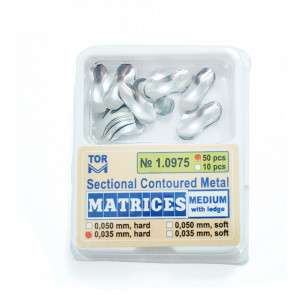 TOR
№ 1.0975
50 pcs
10 pcs
Sectional Contoured Metal
MATRICES
MEDIUM
with ledge
0,050 mm, hard
0,050 mm, soft
0,035 mm, hard
0,035 mm, soft